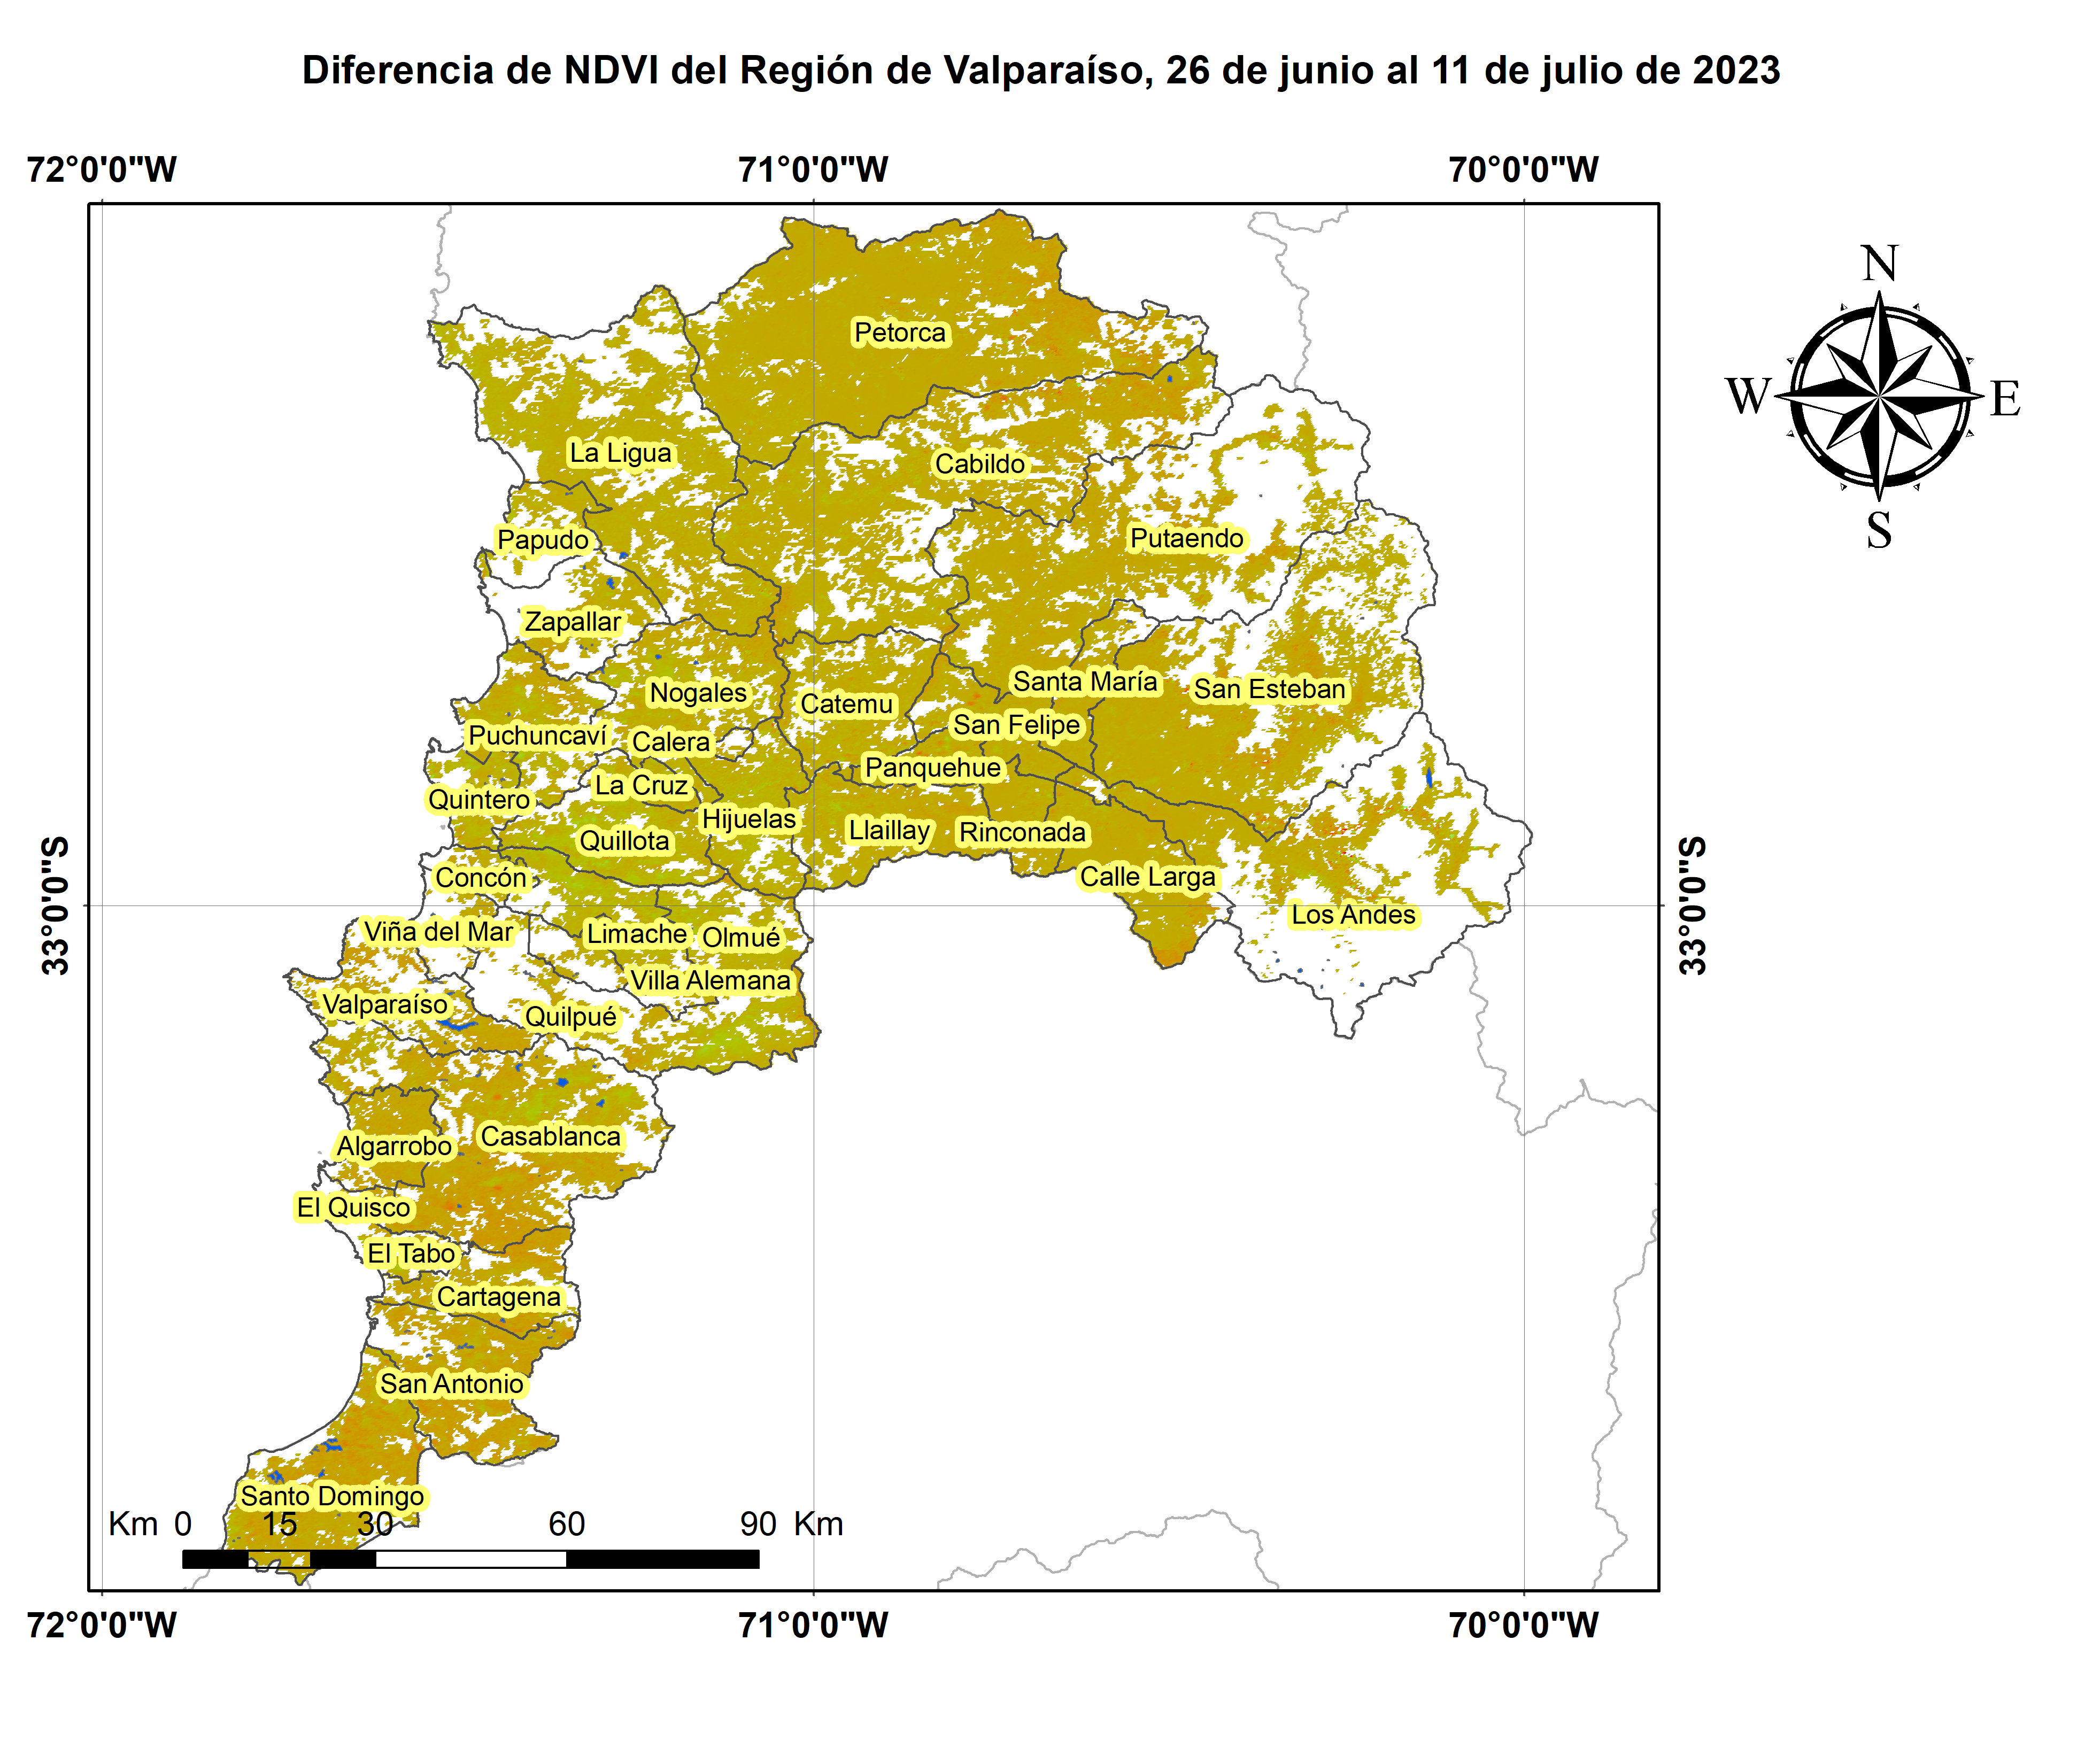 Diferencia de NDVI del Región de Valparaíso, 26 de junio al 11 de julio de 2023
72°0'0"W 71°0'0"W 70°0'0"W
N
W E
S
Petorca
La Ligua
Cabildo
Papudo
Putaendo
Zapallar
Santa María
San Esteban
Nogales
Catemu
San Felipe
Puchuncaví
Calera
Panquehue
La Cruz
Quintero
Hijuelas
Llaillay
Rinconada
Quillota
Concón
Calle Larga
33°0'0"S
33°0'0"S
Los Andes
Viña del Mar
Limache
Olmué
Villa Alemana
Valparaíso
Quilpué
Casablanca
Algarrobo
El Quisco
El Tabo
Cartagena
San Antonio
Santo Domingo
Km 0 15 30 60 90 Km
72°0'0"W 71°0'0"W 70°0'0"W